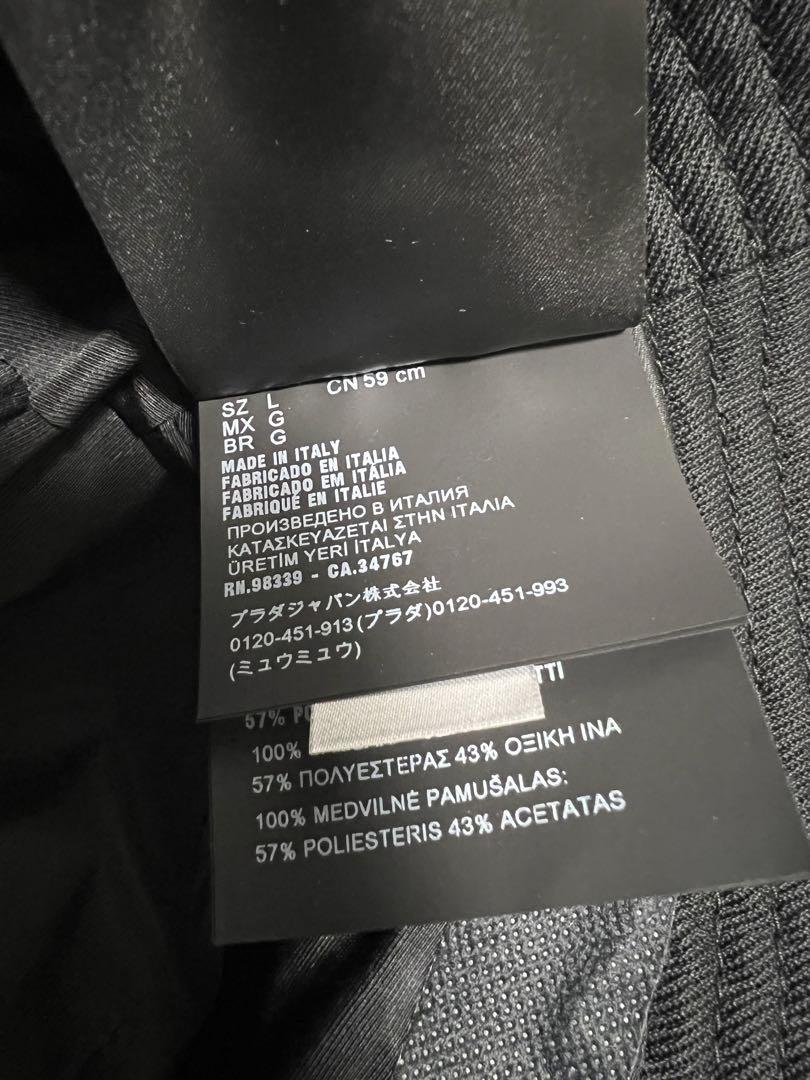 CN 59 cm
SZ L
MX G
BR G
MADE IN ITALY
FABRICADO EN ITALIA
FABRICADO EM ITÁLIA
FABRIQUÉ EN ITALIE
ПРОИЗВЕДЕНО В ИТАЛИЯ
ΚΑΤΑΣΚΕΥΑΖΕΤΑΙ ΣΤΗΝ ΙΤΑΛΙΑ
ÜRETİM YERİ İTALYA
RN.98339 - CA.34767
プラダジャパン株式会社
0120-451-913(プラダ)0120-451-993
(ミュウミュウ)
57%
100%
57% ΠΟΛΥΕΣΤΕΡΑΣ 43% ΟΞΙΚΗ ΙΝΑ
100% MEDVILNĖ PAMUŠALAS:
57% POLIESTERIS 43% ACETATAS